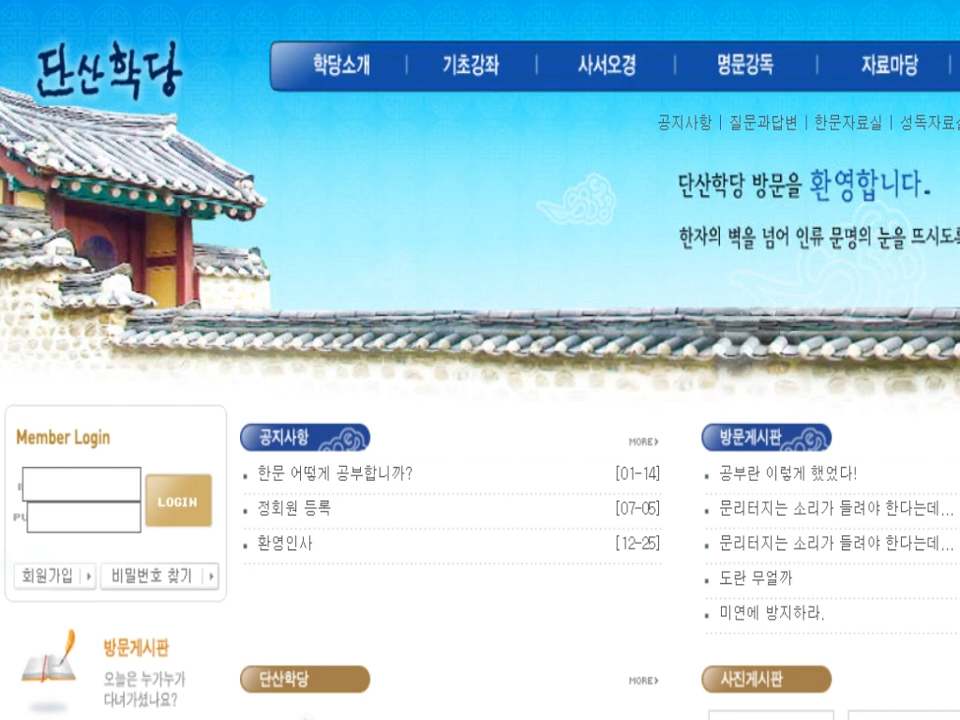 단산학당
학당소개 | 기초강좌 | 사서오경 | 명문강독 | 자료마당 |
공지사항 | 질문과답변 | 한문자료실 | 성독자료실
단산학당 방문을 환영합니다.
한자의 벽을 넘어 인류 문명의 눈을 뜨시도록
Member Login
LOGIN
회원가입
비밀번호 찾기
방문게시판
오늘은 누가누가
다녀가셨나요?
공지사항 MORE
한문 어떻게 공부합니까? [01-14]
정회원 등록 [07-05]
환영인사 [12-25]
방문게시판
공부란 이렇게 했었다!
문리터지는 소리가 들려야 한다는데...
문리터지는 소리가 들려야 한다는데...
도란 무얼까
미연에 방지하라.
단산학당 MORE
사진게시판